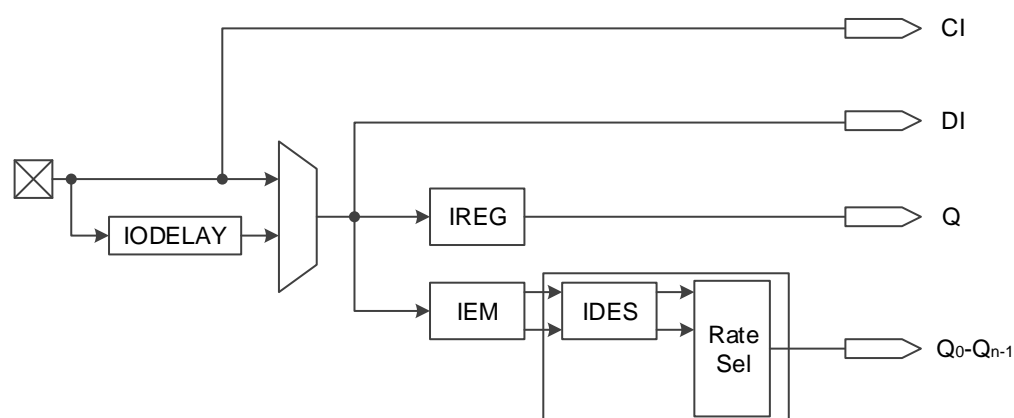 CI
DI
IREG
Q
IODELAY
IEM
IDES
Rate
Sel
Q0-Qn-1